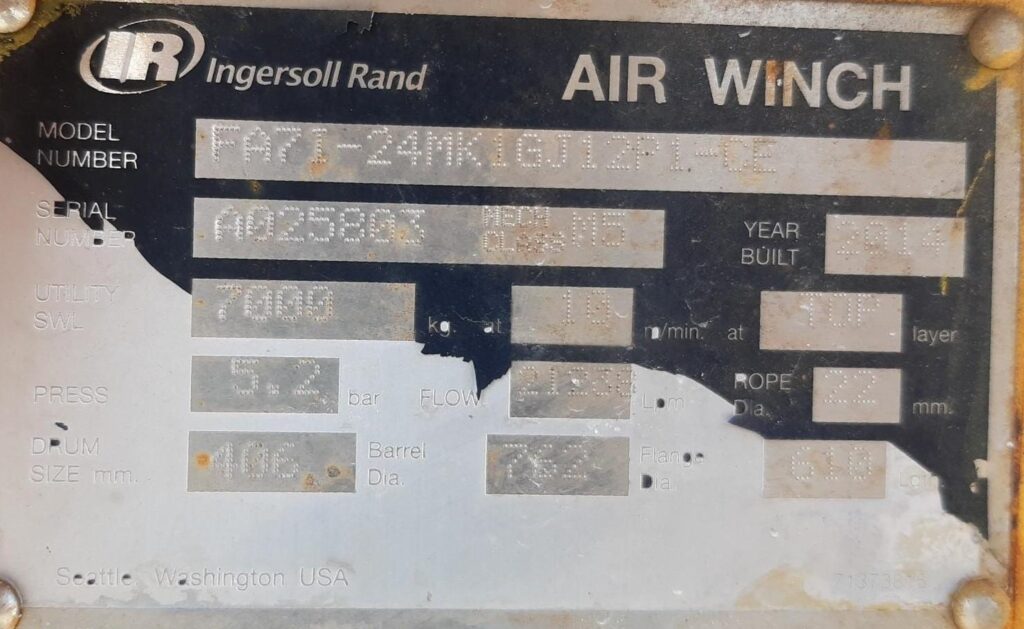 IR Ingersoll Rand AIR WINCH
MODEL NUMBER FA7I-24MK1GJ12P1-CE
SERIAL NUMBER A025803 MECH CLASS M5 YEAR BUILT 2014
UTILITY SWL 7000 kg. at 10 m/min. at TOP layer
PRESS 5.2 bar FLOW Lpm ROPE Dia. 22 mm.
DRUM SIZE mm. 406 Barrel Dia. 762 Flange Dia. 610
Seattle, Washington USA